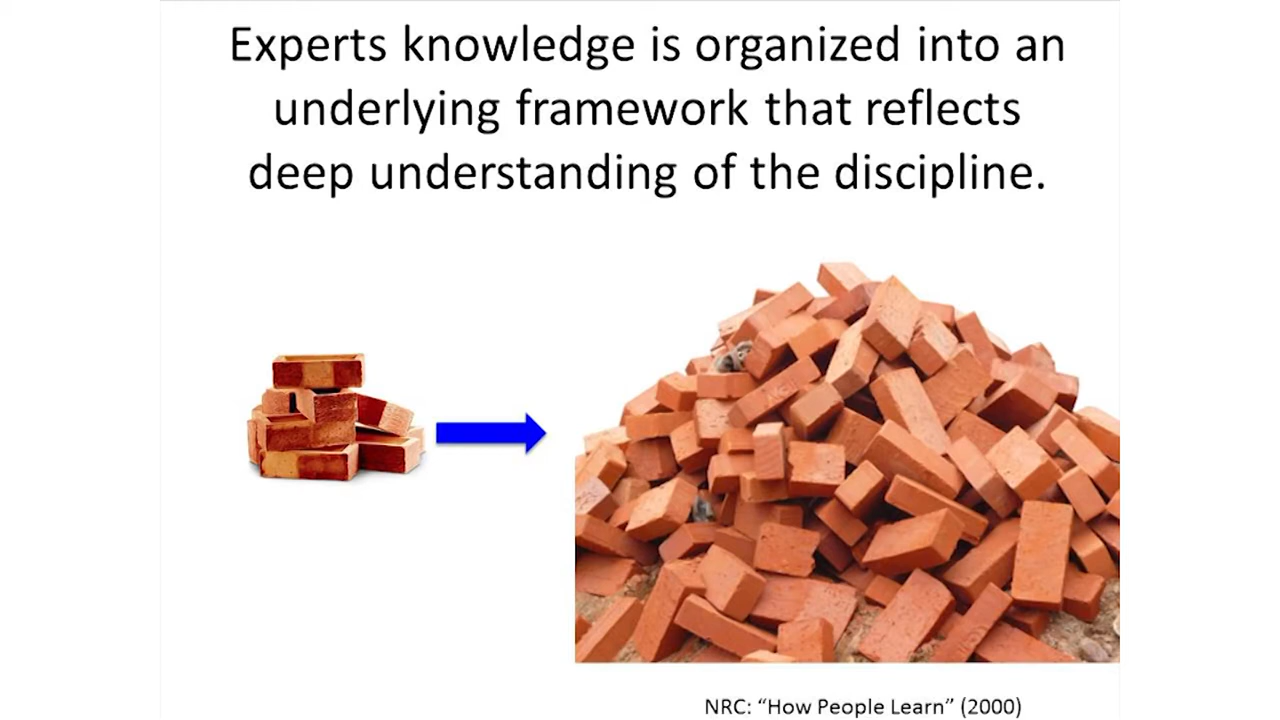 Experts knowledge is organized into an
underlying framework that reflects
deep understanding of the discipline.
NRC: “How People Learn” (2000)